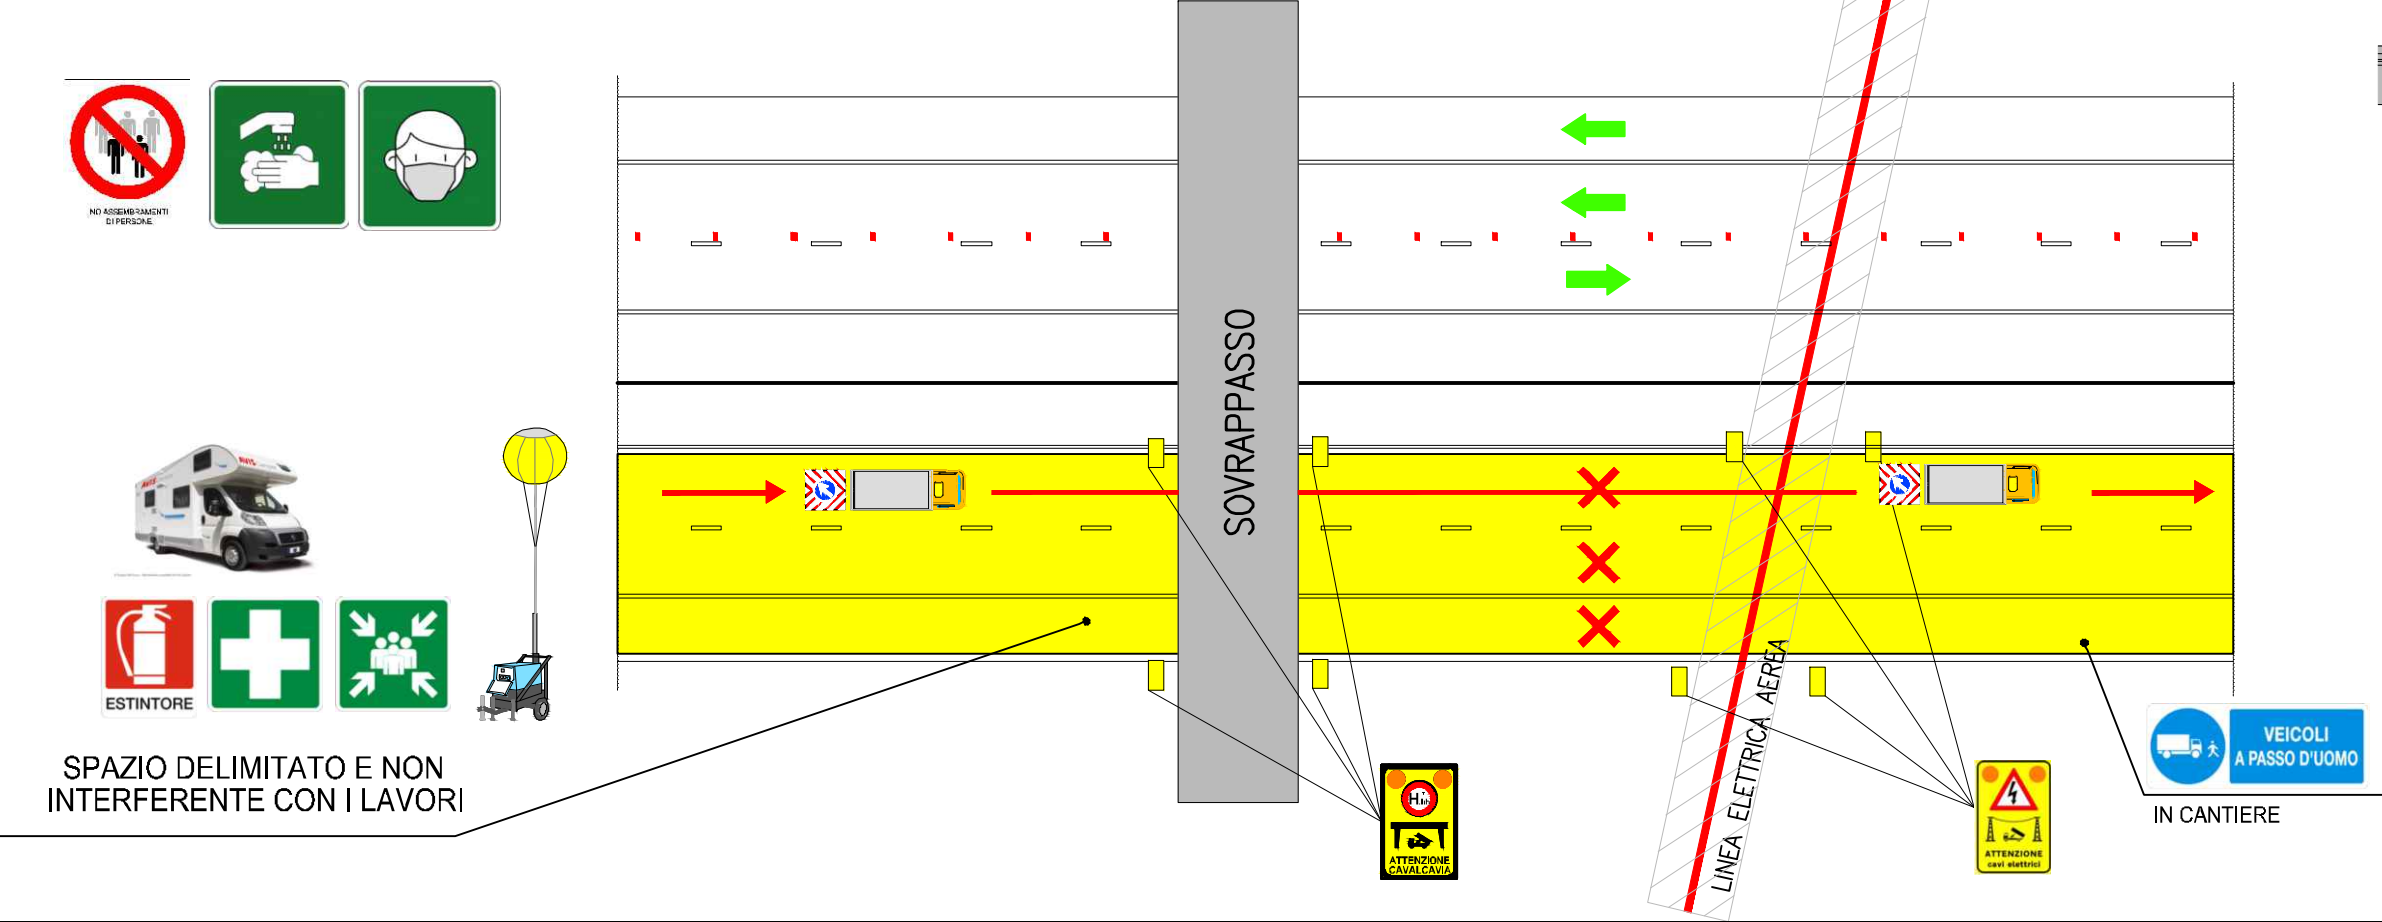 NO ASSEMBRAMENTI
DI PERSONE
AVIS
ESTINTORE
SPAZIO DELIMITATO E NON
INTERFERENTE CON I LAVORI
SOVRAPPASSO
LINEA ELETTRICA AEREA
ATTENZIONE
CAVALCAVIA
ATTENZIONE
cavi elettrici
VEICOLI
A PASSO D'UOMO
IN CANTIERE